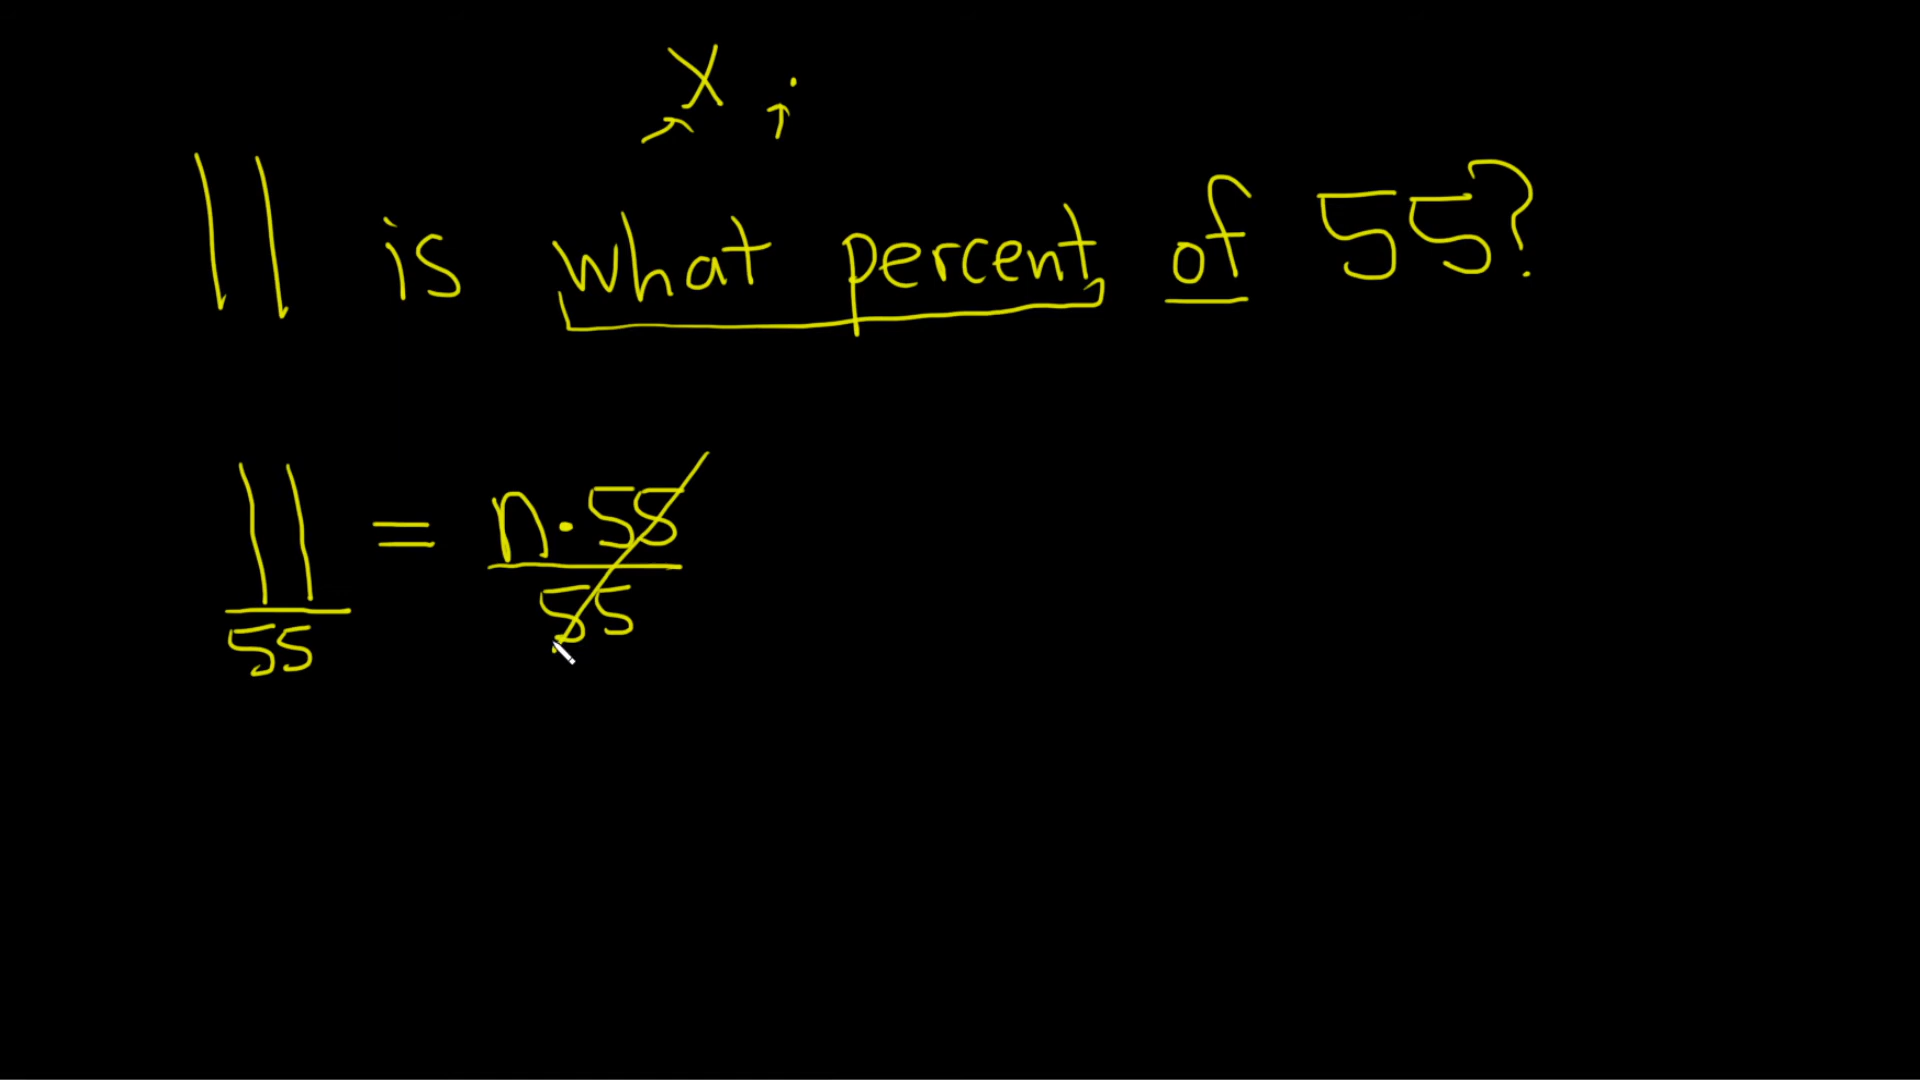 X ·
11 is what percent of 55?
11 = n · 55
55 55